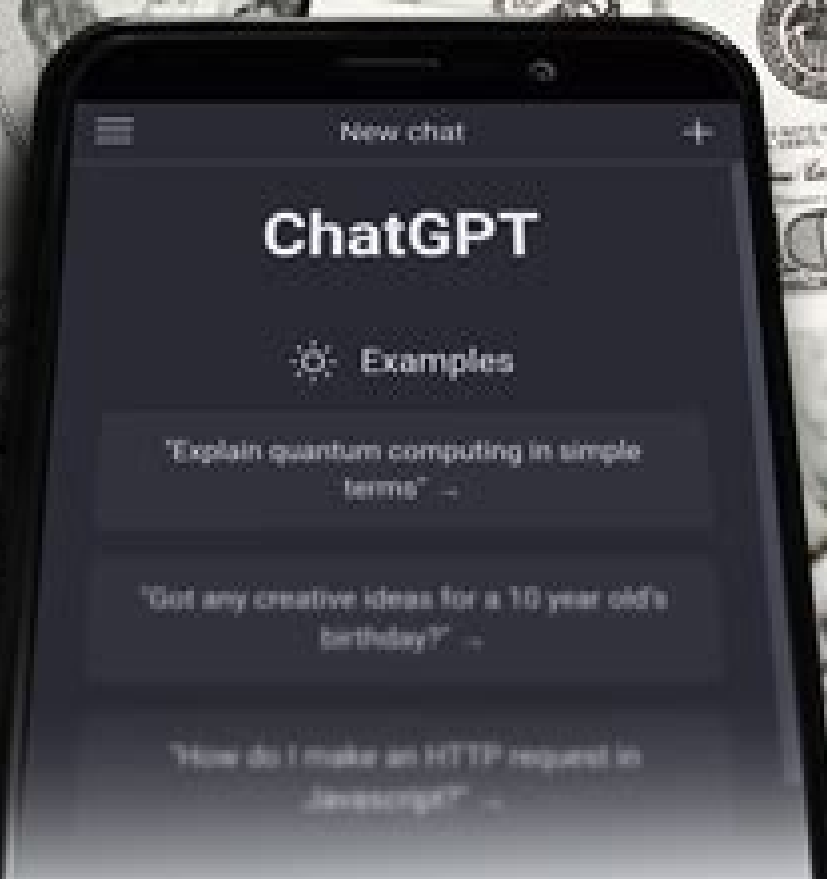 New chat
ChatGPT
Examples
"Explain quantum computing in simple
terms" →
"Got any creative ideas for a 10 year old's
birthday?" →
"How do I make an HTTP request in
Javascript?" →